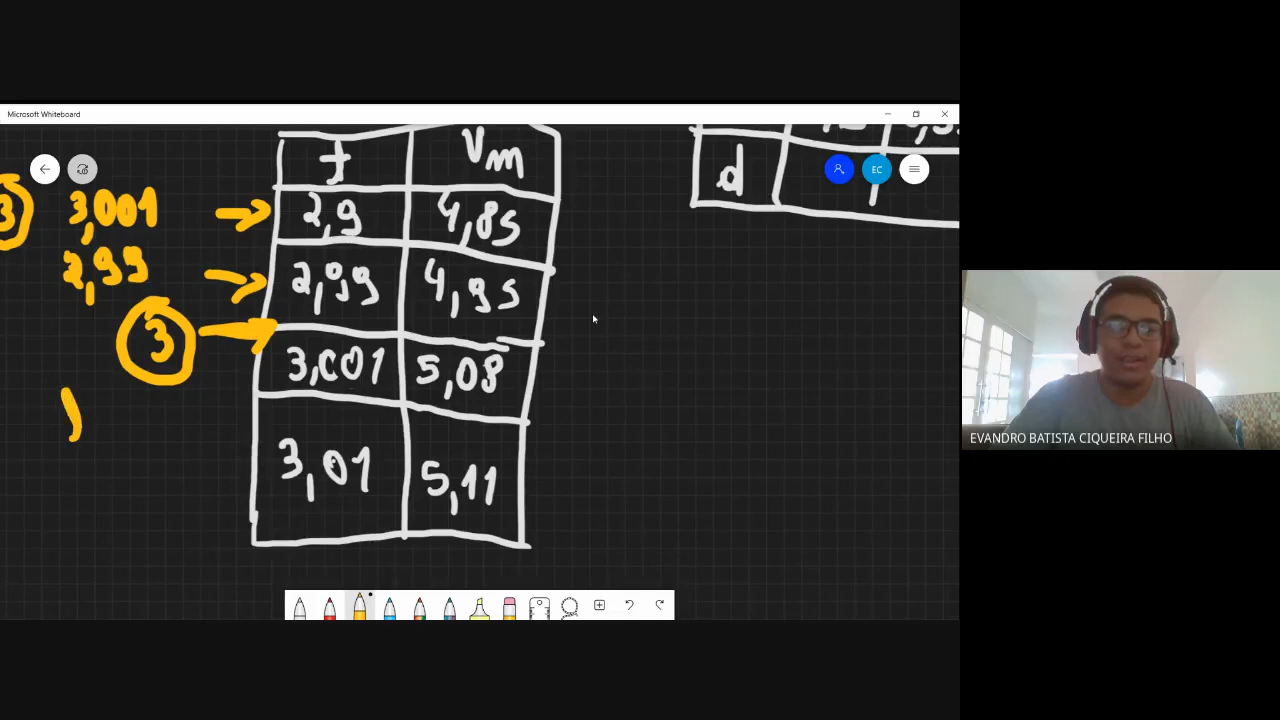 Microsoft Whiteboard
EC
t Vm
d
3 3,001
2,9 4,85
2,99
2,99 4,95
3
3,001 5,08
3,01 5,11
EVANDRO BATISTA CIQUEIRA FILHO